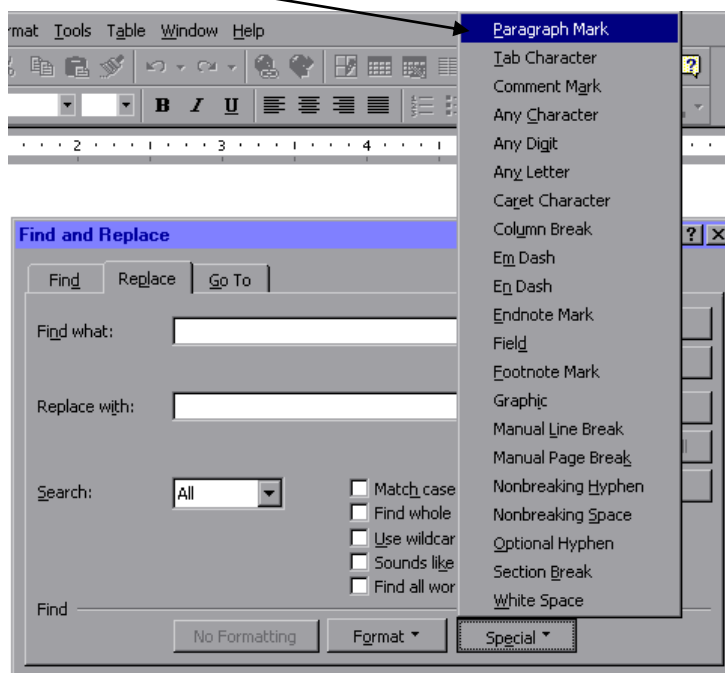 Tools Table Window Help
B I U
2 3 4
Find and Replace
Find Replace Go To
Find what:
Replace with:
Search: All
Match case
Find whole
Use
Sounds like
Find all
Find
No Formatting Format Special
Paragraph Mark
Tab Character
Comment Mark
Any Character
Any Digit
Any Letter
Caret Character
Column Break
Em Dash
En Dash
Endnote Mark
Field
Footnote Mark
Graphic
Manual Line Break
Manual Page Break
Nonbreaking Hyphen
Nonbreaking Space
Optional Hyphen
Section Break
White Space